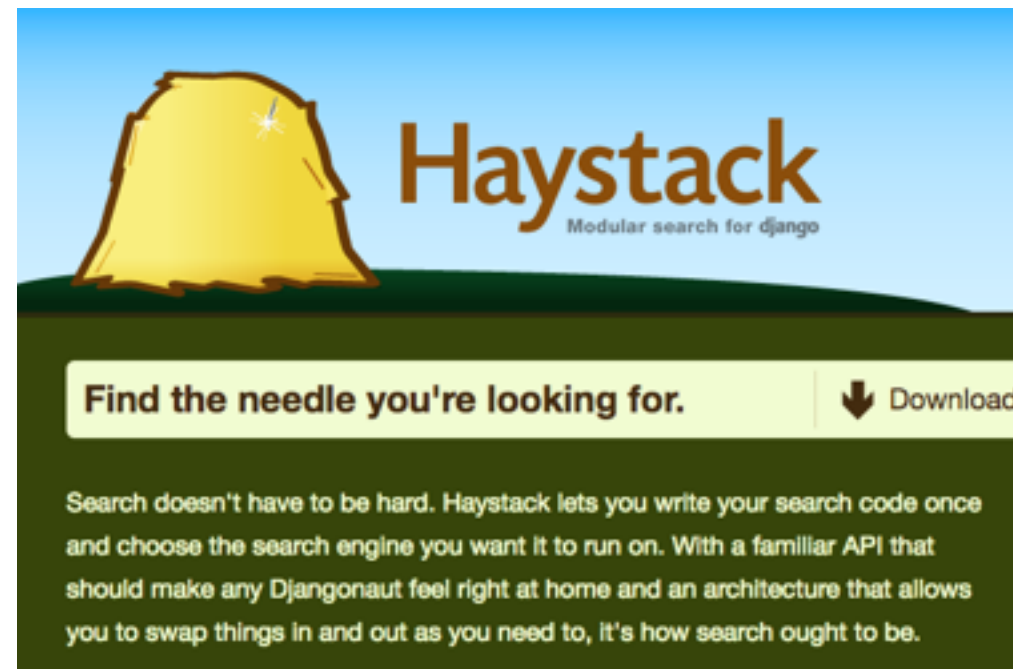 Haystack
Modular search for django
Find the needle you're looking for.
Download
Search doesn't have to be hard. Haystack lets you write your search code once
and choose the search engine you want it to run on. With a familiar API that
should make any Djangonaut feel right at home and an architecture that allows
you to swap things in and out as you need to, it's how search ought to be.